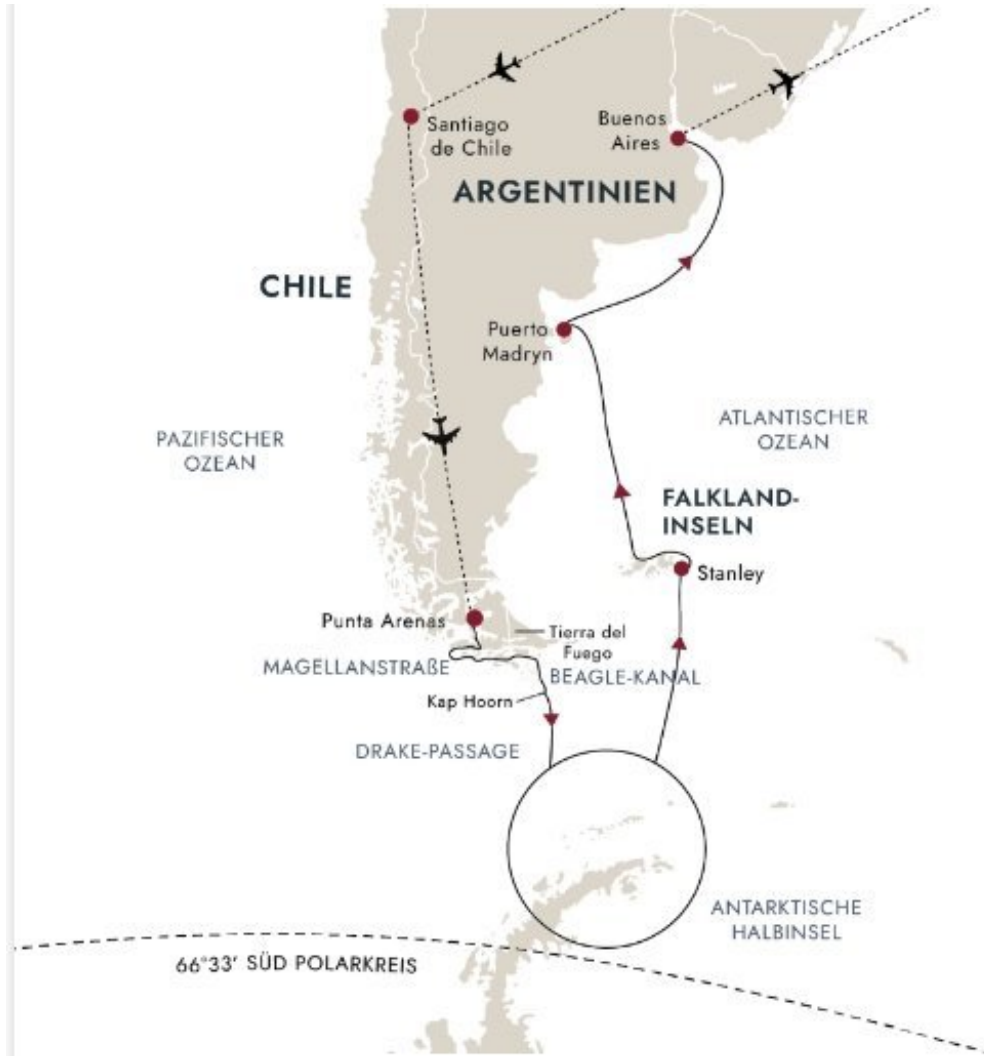 Santiago
de Chile
Buenos
Aires
ARGENTINIEN
CHILE
Puerto
Madryn
PAZIFISCHER
OZEAN
ATLANTISCHER
OZEAN
FALKLAND-
INSELN
Stanley
Punta Arenas
Tierra del
Fuego
MAGELLANSTRAßE
BEAGLE-KANAL
Kap Hoorn
DRAKE-PASSAGE
ANTARKTISCHE
HALBINSEL
66°33' SÜD POLARKREIS